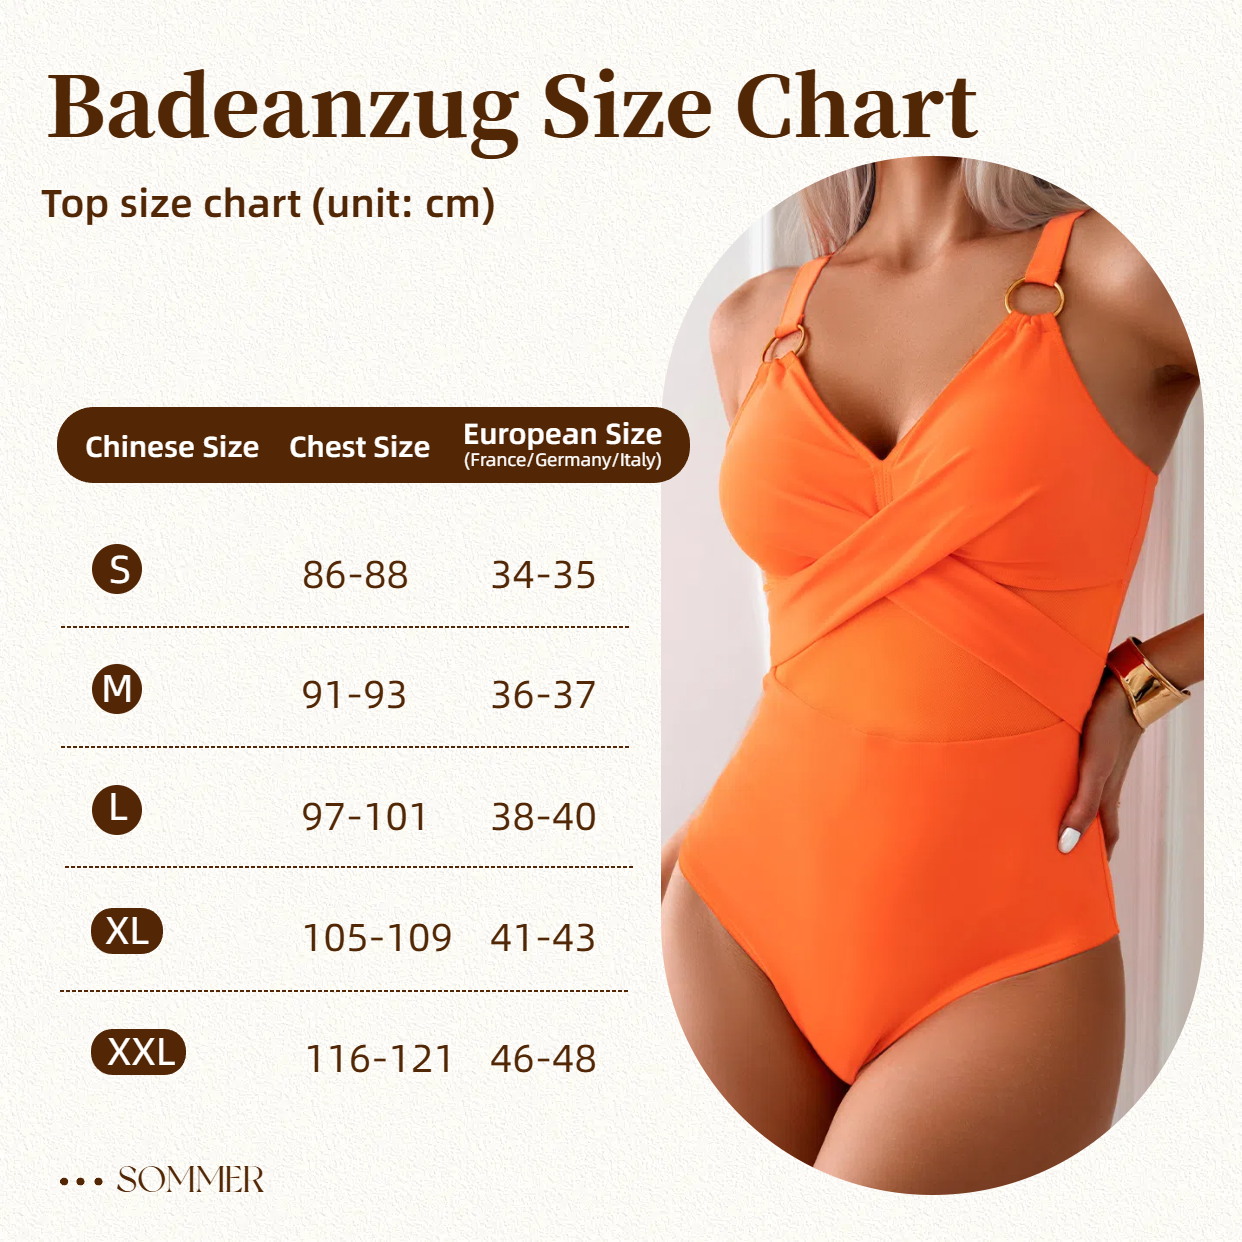 Badeanzug Size Chart
Top size chart (unit: cm)
Chinese Size Chest Size European Size
(France/Germany/Italy)
S 86-88 34-35
M 91-93 36-37
L 97-101 38-40
XL 105-109 41-43
XXL 116-121 46-48
••• SOMMER